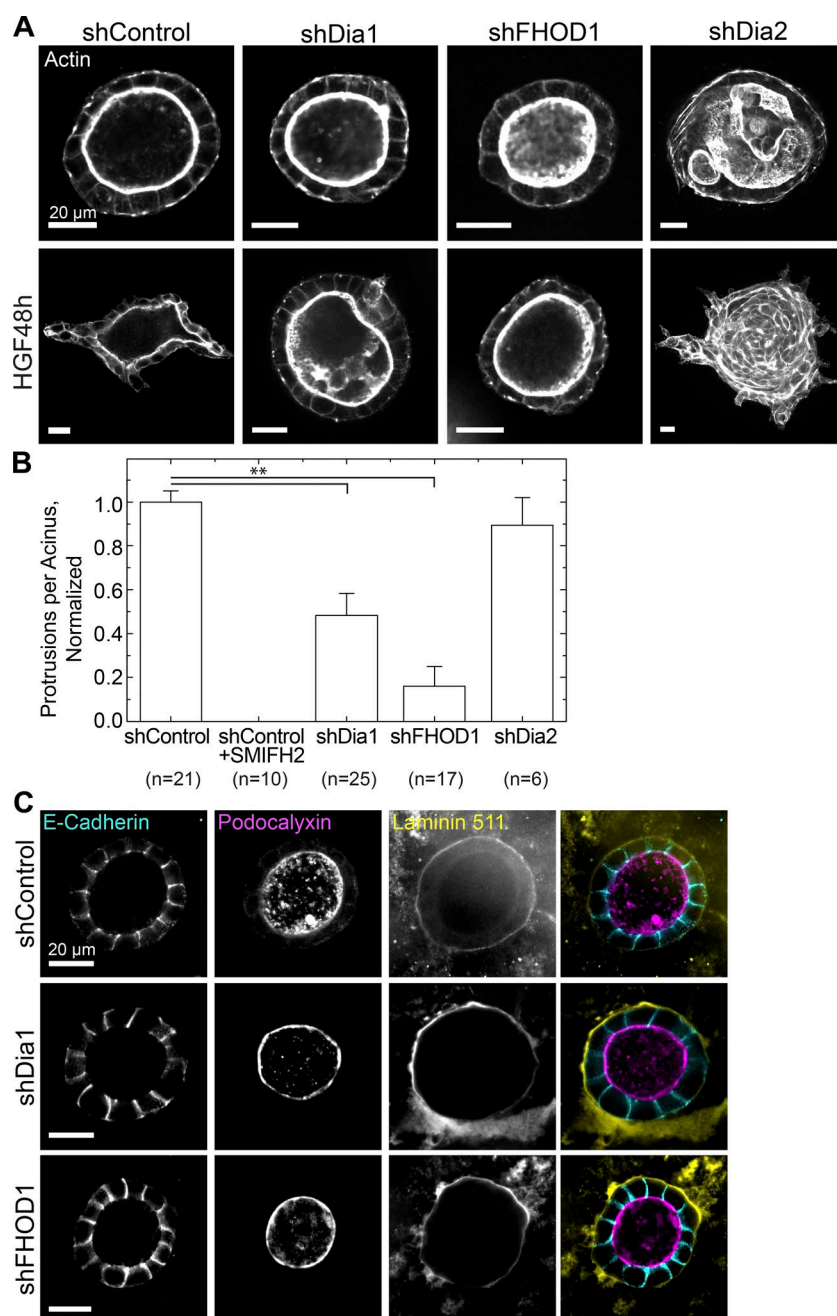 A
shControl shDia1 shFHOD1 shDia2
Actin
20 μm
HGF48h
B
**
Protrusions per Acinus,
Normalized
1.0
0.8
0.6
0.4
0.2
0.0
shControl shControl shDia1 shFHOD1 shDia2
+SMIFH2
(n=21) (n=10) (n=25) (n=17) (n=6)
C
E-Cadherin Podocalyxin Laminin 511
shControl
20 μm
shDia1
shFHOD1